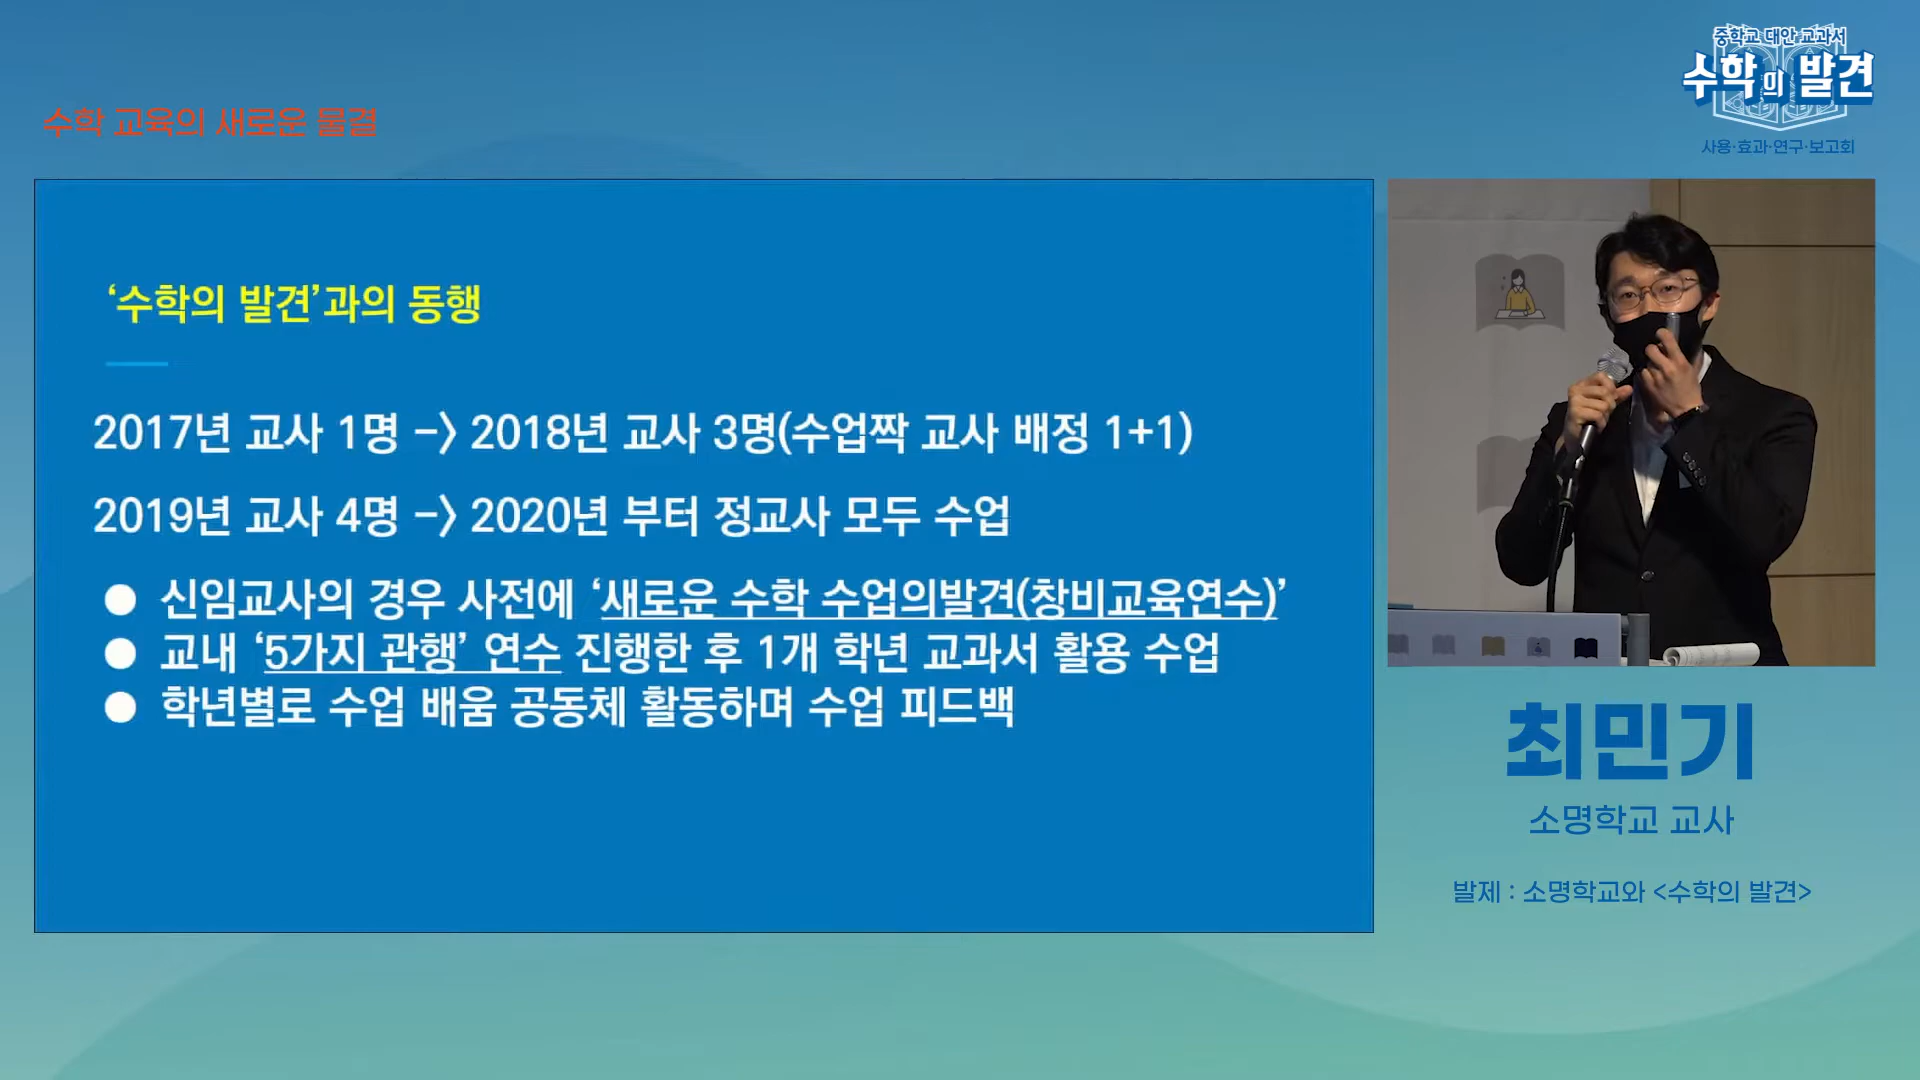 중학교 대안 교과서
수학의 발견
사용·효과·연구·보고회
수학 교육의 새로운 물결
‘수학의 발견’과의 동행
2017년 교사 1명 -> 2018년 교사 3명(수업짝 교사 배정 1+1)
2019년 교사 4명 -> 2020년 부터 정교사 모두 수업
● 신임교사의 경우 사전에 ‘새로운 수학 수업의발견(창비교육연수)’
● 교내 ‘5가지 관행’ 연수 진행한 후 1개 학년 교과서 활용 수업
● 학년별로 수업 배움 공동체 활동하며 수업 피드백
최민기
소명학교 교사
발제 : 소명학교와 <수학의 발견>